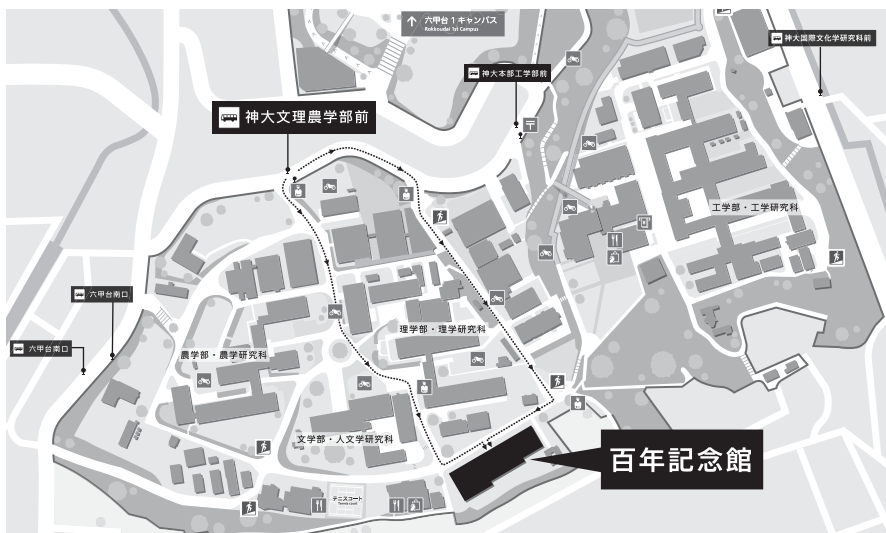 六甲台1キャンパス
Rokkoudai 1st Campus
神大国際文化学研究科前
神大本部工学部前
神大文理農学部前
〒
工学部・工学研究科
六甲台南口
六甲台南口
理学部・理学研究科
農学部・農学研究科
文学部・人文学研究科
百年記念館
テニスコート
Tennis court